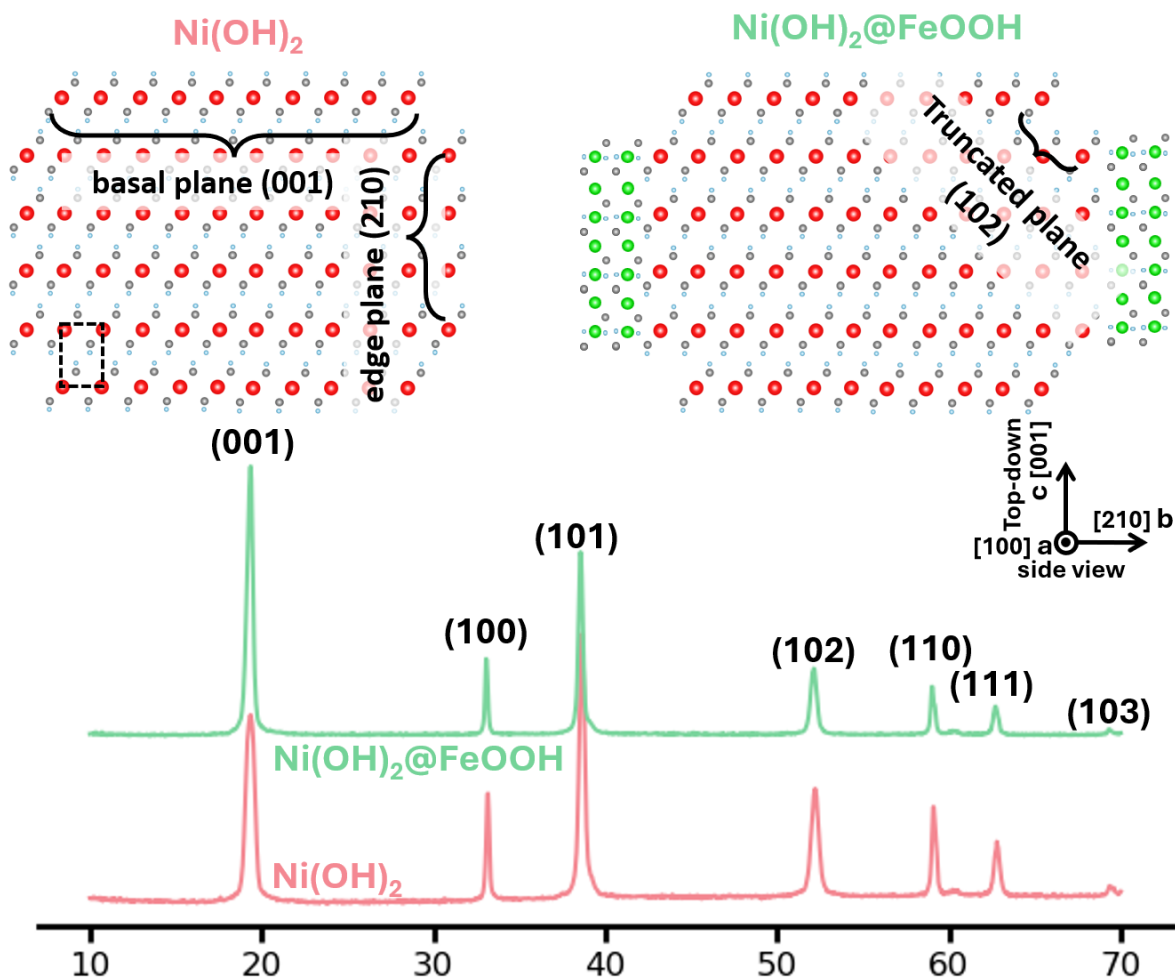 Ni(OH)2
Ni(OH)2@FeOOH
basal plane (001)
edge plane (210)
Truncated plane
(102)
Top-down
c [001]
[210] b
[100] a
side view
(001)
(100)
(101)
(102)
(110)
(111)
(103)
Ni(OH)2@FeOOH
Ni(OH)2
10
20
30
40
50
60
70